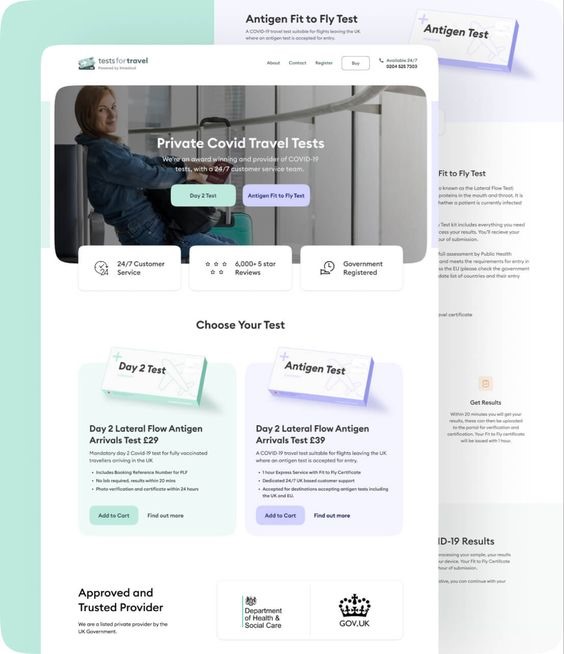 Antigen Fit to Fly Test
A COVID-19 travel test suitable for flights leaving the UK
where an antigen test is accepted for entry.
Antigen Test
testsfortravel
About
Contact
Register
Buy
Available 24/7
0204 525 7303
Private Covid Travel Tests
We're an award winning and provider of COVID-19
tests, with a 24/7 customer service team.
Day 2 Test
Antigen Fit to Fly Test
24/7 Customer
Service
6,000+ 5 star
Reviews
Government
Registered
Choose Your Test
Day 2 Test
Day 2 Lateral Flow Antigen
Arrivals Test £29
Mandatory day 2 Covid-19 test for fully vaccinated
travellers arriving in the UK
• Includes Booking Reference Number for PLF
• No lab required, results within 20 mins
• Photo verification and certificate within 24 hours
Add to Cart
Find out more
Antigen Test
Day 2 Lateral Flow Antigen
Arrivals Test £39
A COVID-19 travel test suitable for flights leaving the UK
where an antigen test is accepted for entry.
• 1 hour Express Service with Fit to Fly Certificate
• Dedicated 24/7 UK based customer support
• Accepted for destinations accepting antigen tests including
the UK and EU.
Add to Cart
Find out more
Approved and
Trusted Provider
We are a listed private provider by the
UK Government.
Department
of Health &
Social Care
GOV.UK
Fit to Fly Test
known as the Lateral Flow Test)
proteins in the mouth and throat. It is
whether a patient is currently infected
Test kit includes everything you need
your results. You'll recieve your
hour of submission.
full assessment by Public Health
and meets the requirements for entry in
the EU (please check the government
date list of countries and their entry
travel certificate
Get Results
Within 20 minutes you will get your
results, these can then be uploaded
to the portal for verification and
certification. Your Fit to Fly certificate
will be issued with 1 hour.
ID-19 Results
processing your sample, your results
our device. Your Fit to Fly Certificate
hour of submission.
, you can continue with your